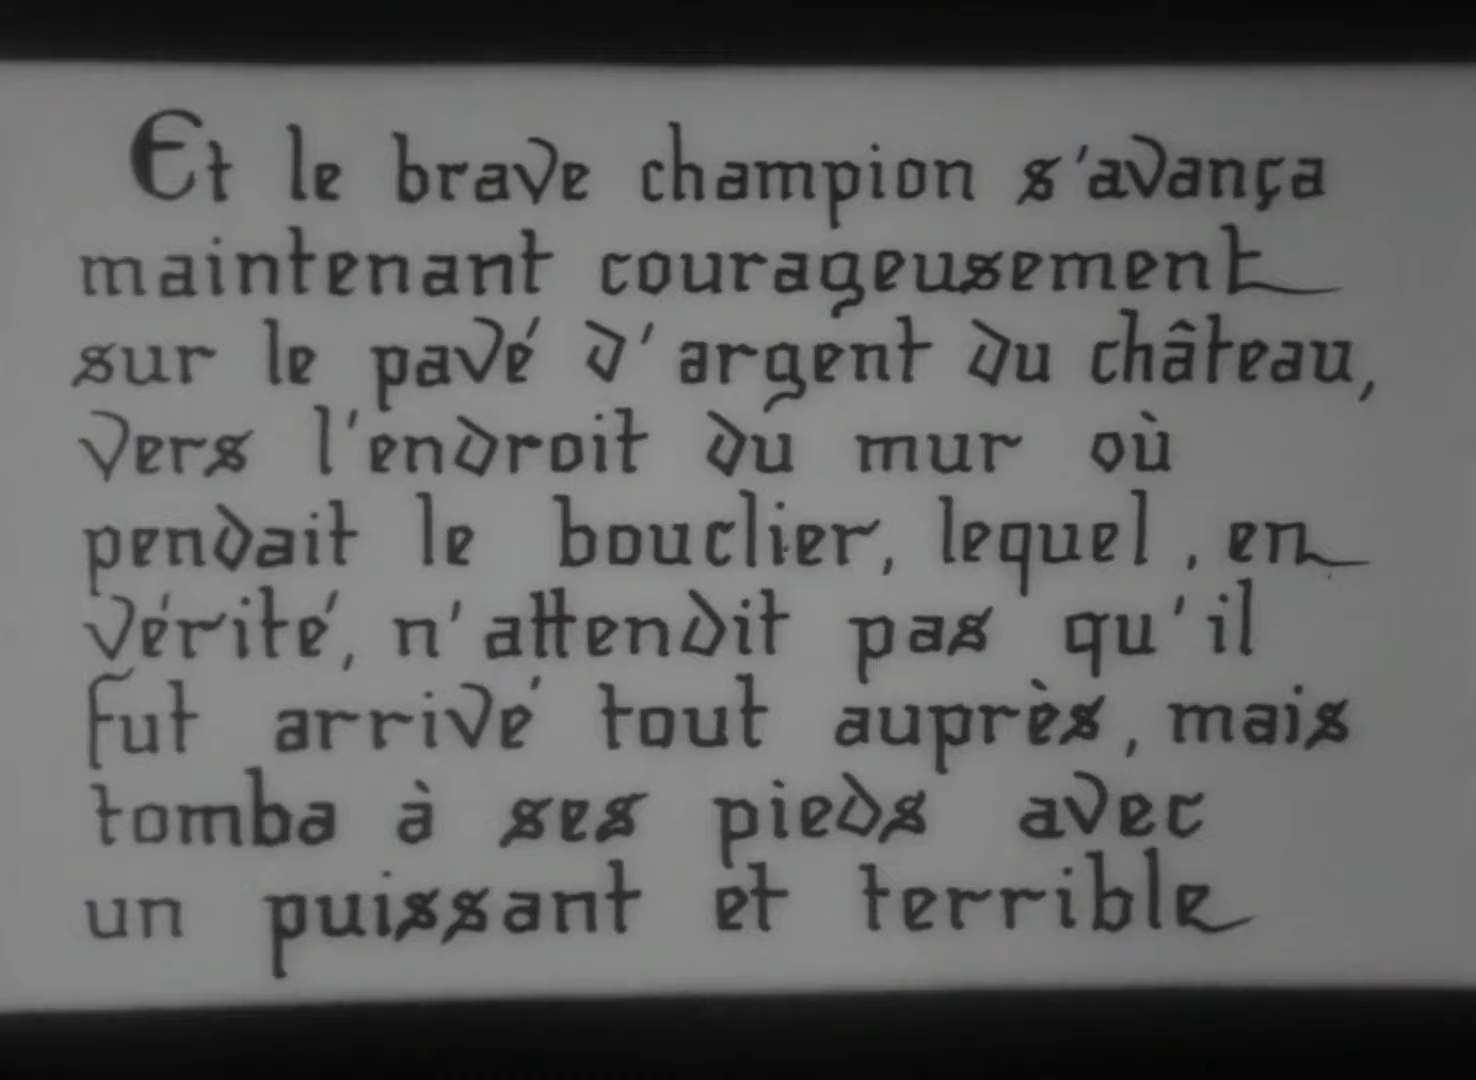 Et le brave champion s'avança
maintenant courageusement
sur le pavé d'argent du château,
vers l'endroit du mur où
pendait le bouclier, lequel, en
vérité, n'attendit pas qu'il
fut arrivé tout auprès, mais
tomba à ses pieds avec
un puissant et terrible